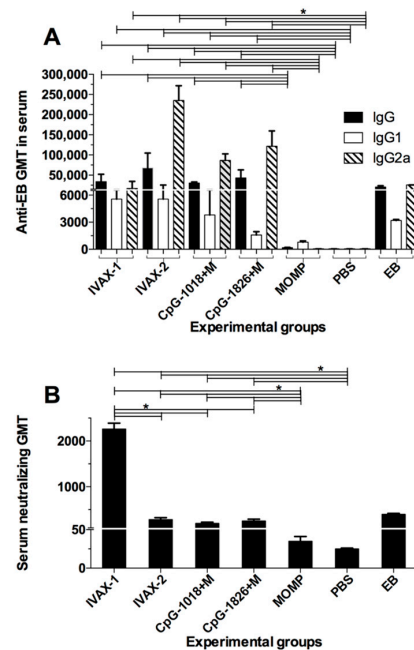 A
*
Anti-EB GMT in serum
300,000
250,000
200,000
150,000
100,000
50,000
6000
3000
0
IgG
IgG1
IgG2a
IVAX-1
IVAX-2
CpG-1018+M
CpG-1826+M
MOMP
PBS
EB
Experimental groups
B
*
*
*
Serum neutralizing GMT
2000
1000
50
0
IVAX-1
IVAX-2
CpG-1018+M
CpG-1826+M
MOMP
PBS
EB
Experimental groups